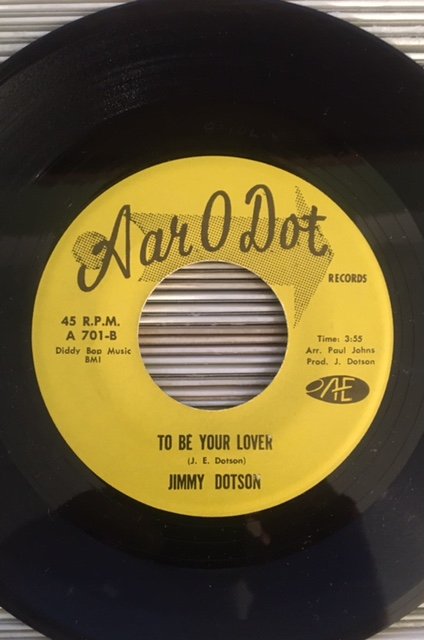 Aar O Dot
RECORDS
45 R.P.M.
A 701-B
Diddy Bop Music
BMI
Time: 3:55
Arr. Paul Johns
Prod. J. Dotson
TO BE YOUR LOVER
(J. E. Dotson)
JIMMY DOTSON